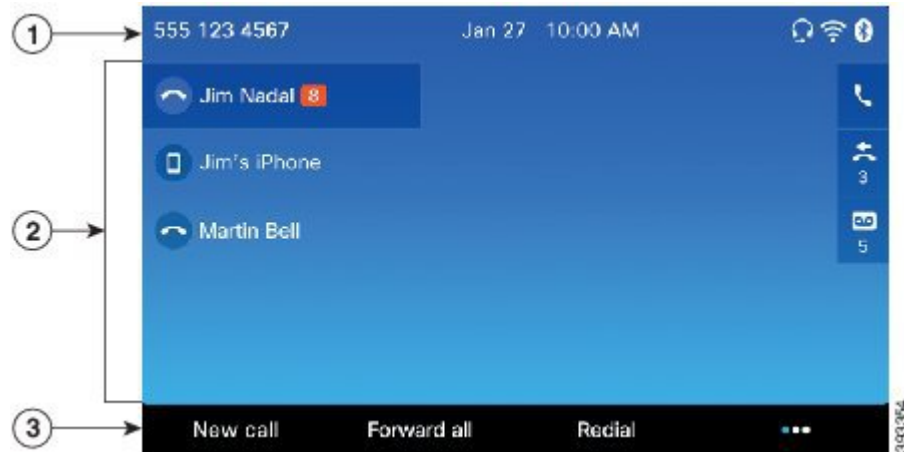 1
555 123 4567 Jan 27 10:00 AM
Jim Nadal 8
Jim's iPhone
3
2
Martin Bell
5
3
New call Forward all Redial
393354